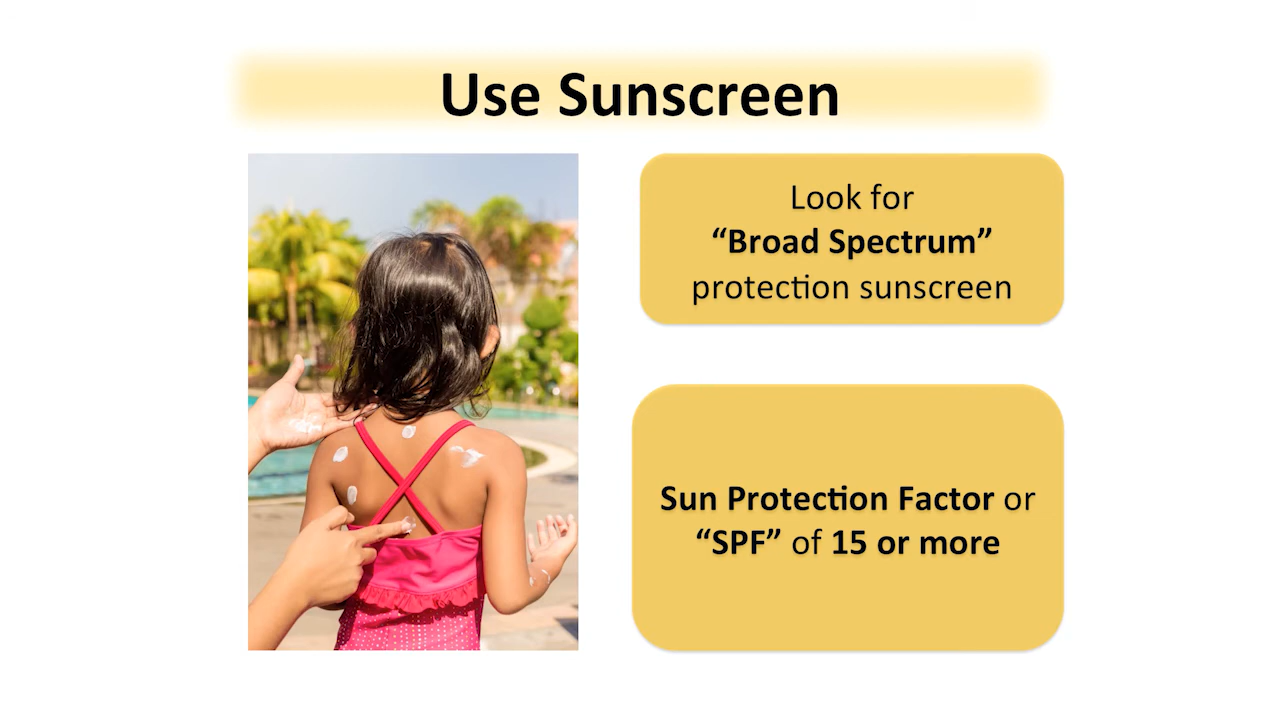 Use Sunscreen
Look for
“Broad Spectrum”
protection sunscreen
Sun Protection Factor or
“SPF” of 15 or more